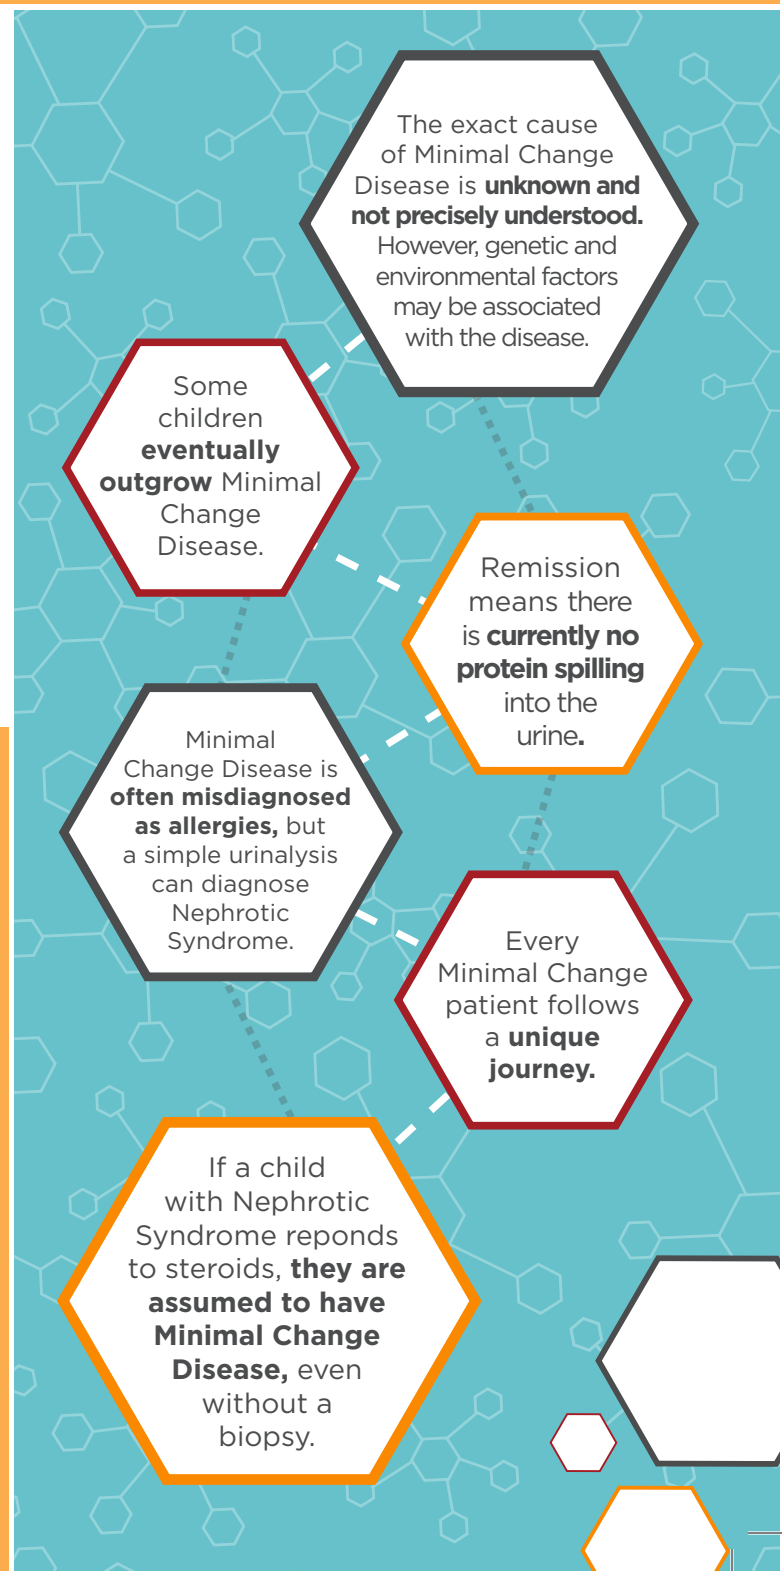 The exact cause
of Minimal Change
Disease is unknown and
not precisely understood.
However, genetic and
environmental factors
may be associated
with the disease.
Some
children
eventually
outgrow Minimal
Change
Disease.
Remission
means there
is currently no
protein spilling
into the
urine.
Minimal
Change Disease is
often misdiagnosed
as allergies, but
a simple urinalysis
can diagnose
Nephrotic
Syndrome.
Every
Minimal Change
patient follows
a unique
journey.
If a child
with Nephrotic
Syndrome reponds
to steroids, they are
assumed to have
Minimal Change
Disease, even
without a
biopsy.